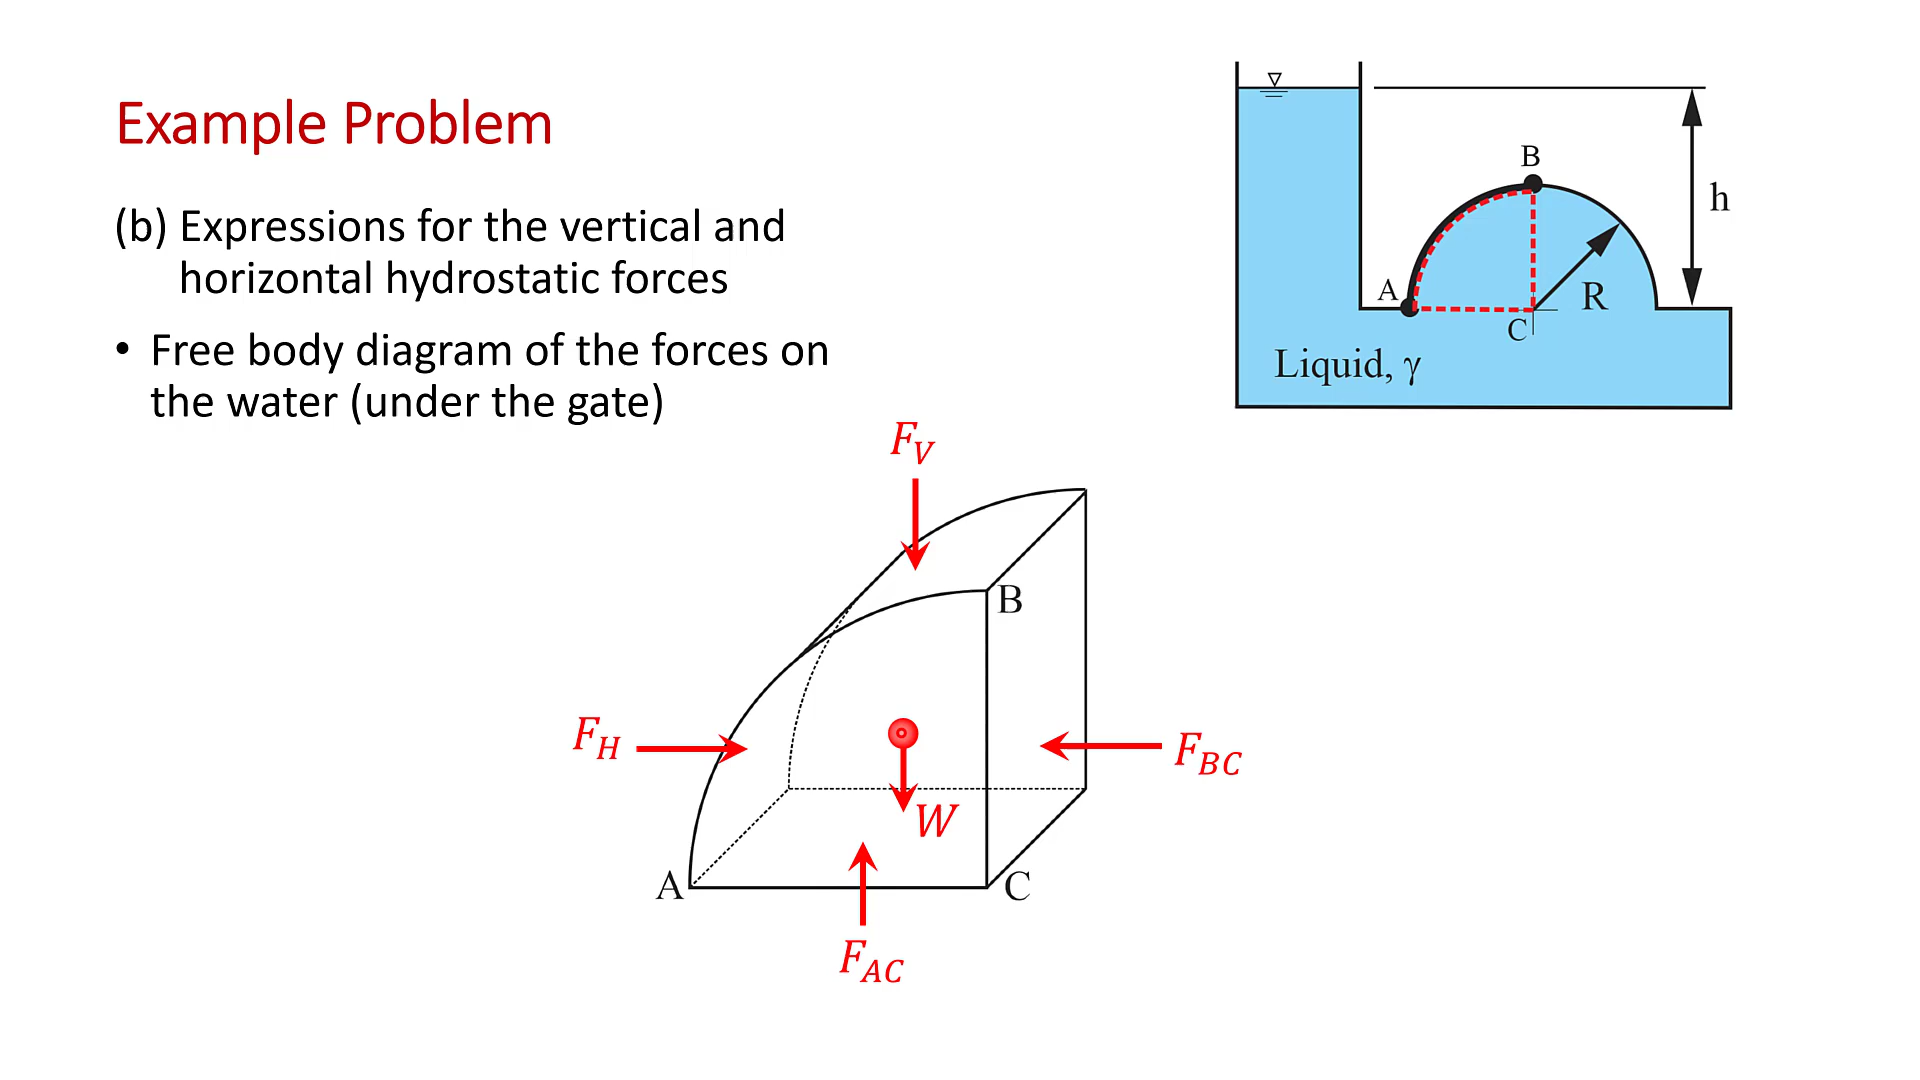 Example Problem
(b) Expressions for the vertical and
horizontal hydrostatic forces
• Free body diagram of the forces on
the water (under the gate)
B
h
A
R
C
Liquid, γ
F_V
B
F_H
F_BC
W
A
C
F_AC